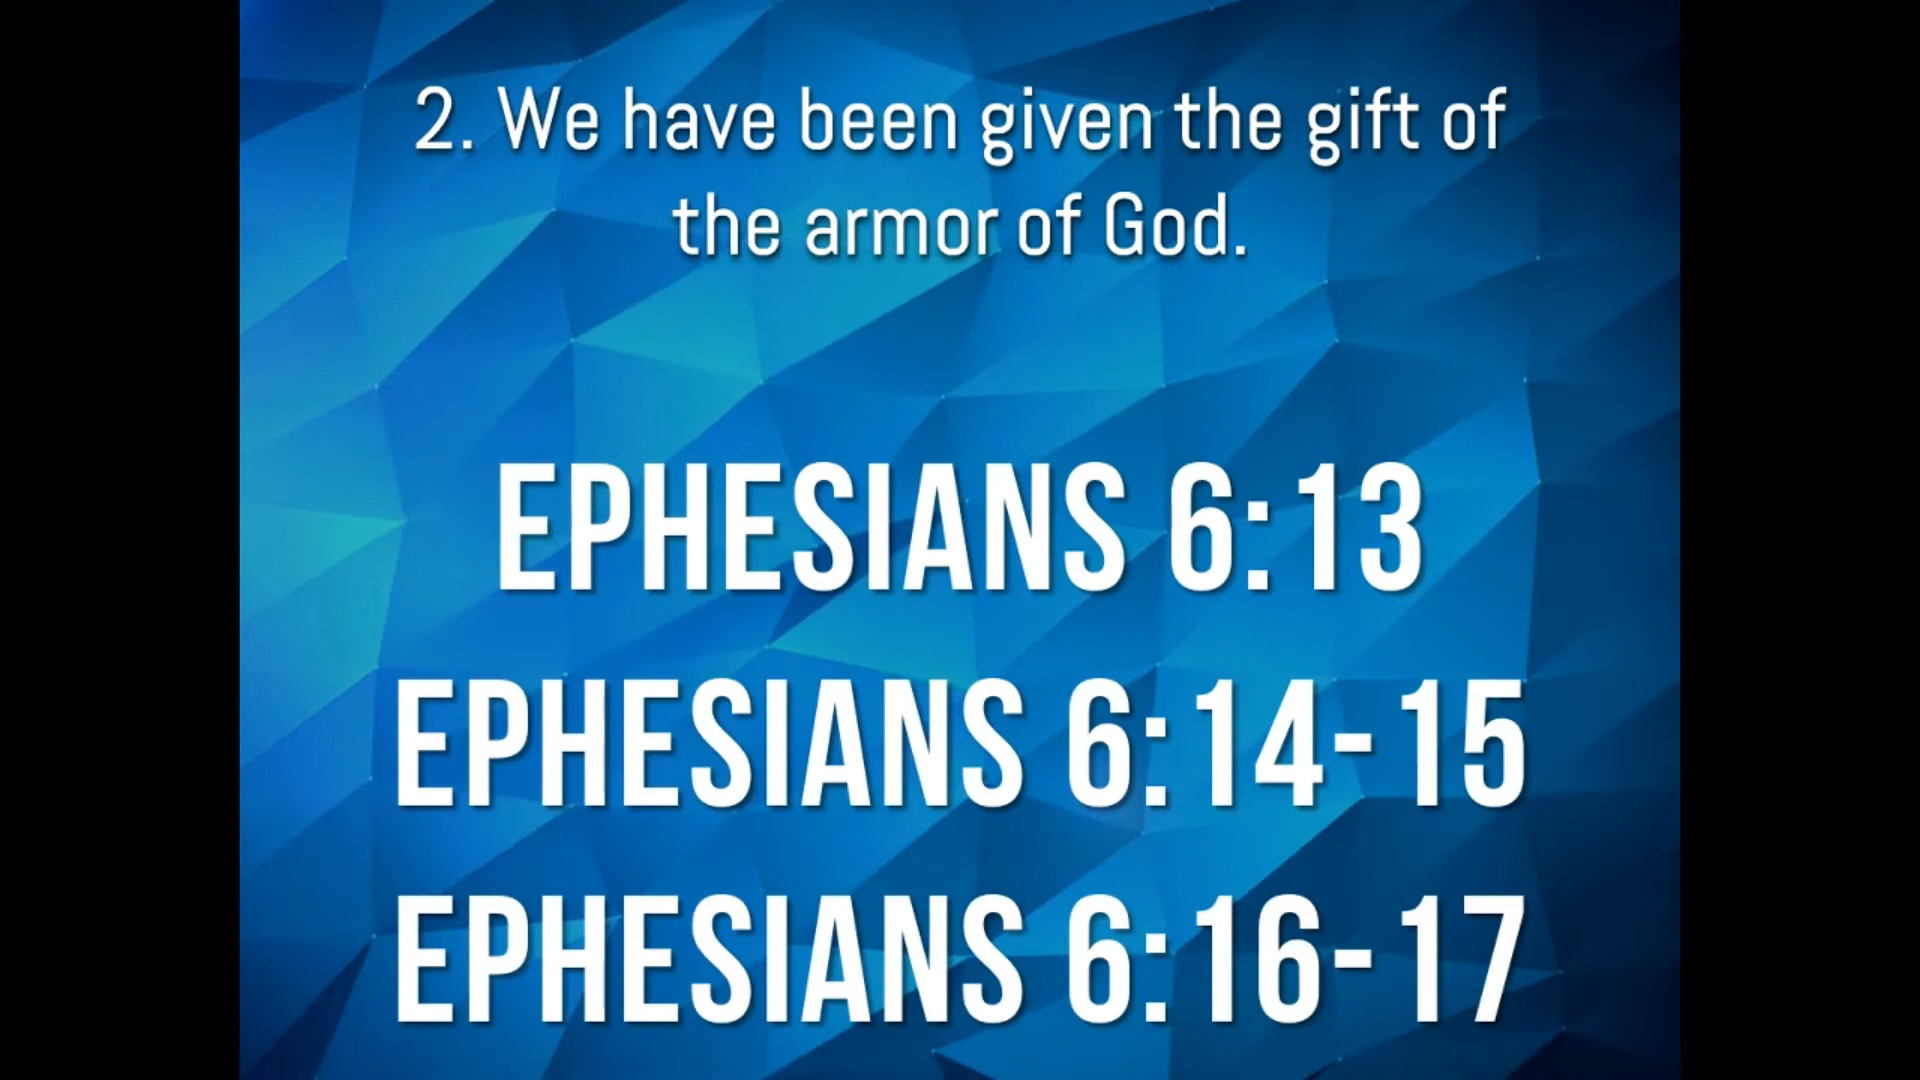 2. We have been given the gift of
the armor of God.
EPHESIANS 6:13
EPHESIANS 6:14-15
EPHESIANS 6:16-17